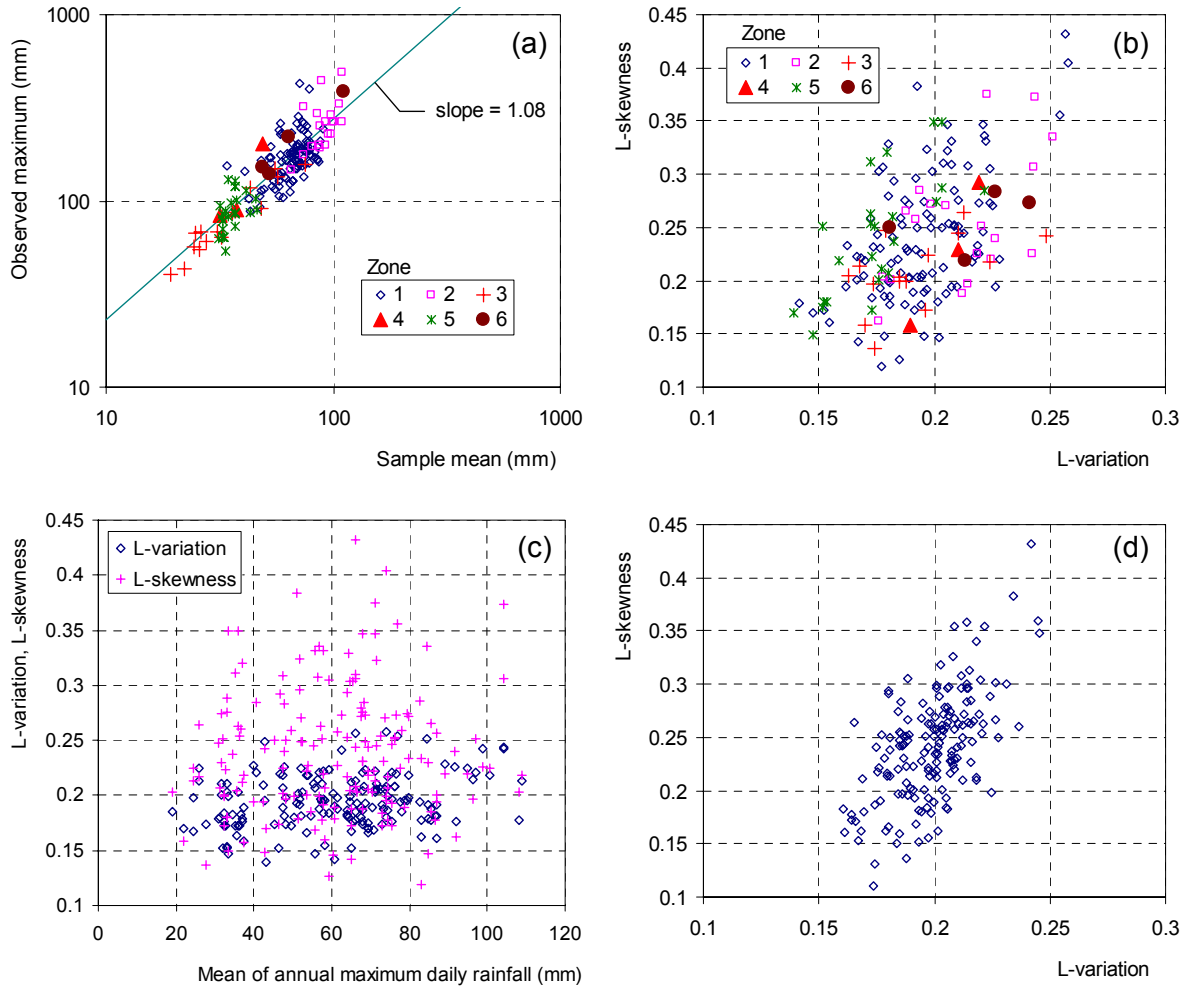 1000
100
10
10
100
1000
Observed maximum (mm)
Sample mean (mm)
(a)
slope = 1.08
Zone
1 2 3
4 5 6
0.45
0.4
0.35
0.3
0.25
0.2
0.15
0.1
0.1 0.15 0.2 0.25 0.3
L-skewness
L-variation
(b)
Zone
1 2 3
4 5 6
0.45
0.4
0.35
0.3
0.25
0.2
0.15
0.1
0 20 40 60 80 100 120
L-variation, L-skewness
Mean of annual maximum daily rainfall (mm)
(c)
L-variation
L-skewness
0.45
0.4
0.35
0.3
0.25
0.2
0.15
0.1
0.1 0.15 0.2 0.25 0.3
L-skewness
L-variation
(d)